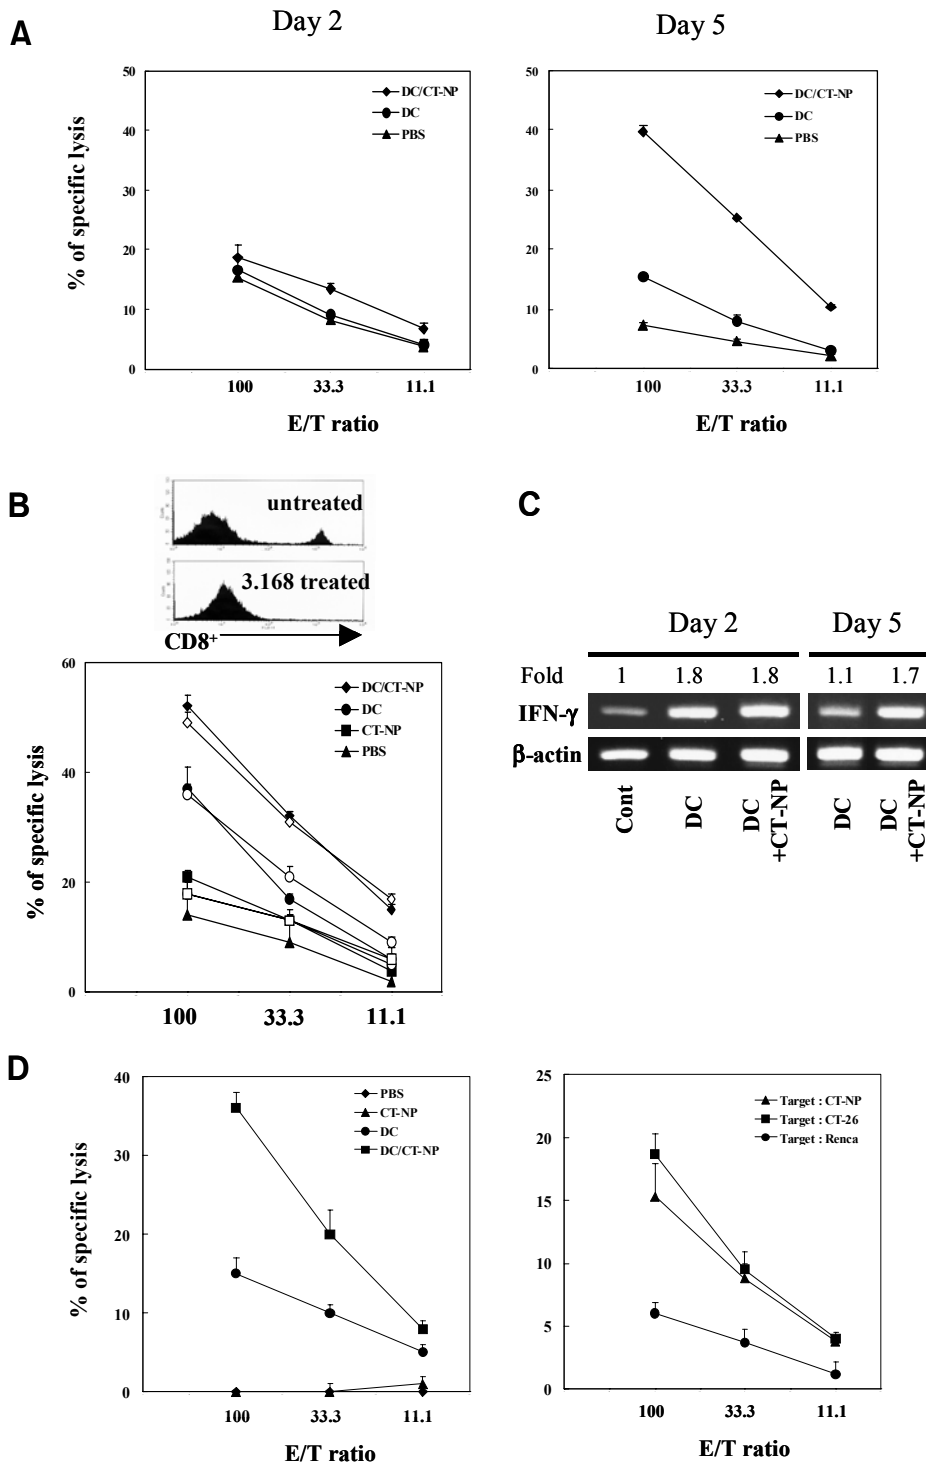 A
Day 2
Day 5
50
40
30
20
10
0
% of specific lysis
DC/CT-NP
DC
PBS
100
33.3
11.1
E/T ratio
50
40
30
20
10
0
DC/CT-NP
DC
PBS
100
33.3
11.1
E/T ratio
B
untreated
3.168 treated
CD8+
60
40
20
0
% of specific lysis
DC/CT-NP
DC
CT-NP
PBS
100
33.3
11.1
C
Day 2
Day 5
Fold 1 1.8 1.8 1.1 1.7
IFN-γ
β-actin
Cont
DC
DC
+CT-NP
DC
DC
+CT-NP
D
40
30
20
10
0
% of specific lysis
PBS
CT-NP
DC
DC/CT-NP
100
33.3
11.1
E/T ratio
25
20
15
10
5
0
Target : CT-NP
Target : CT-26
Target : Renca
100
33.3
11.1
E/T ratio